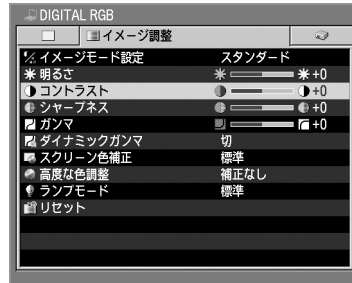 DIGITAL RGB
イメージ調整
イメージモード設定 スタンダード
明るさ +0
コントラスト +0
シャープネス +0
ガンマ +0
ダイナミックガンマ 切
スクリーン色補正 標準
高度な色調整 補正なし
ランプモード 標準
リセット